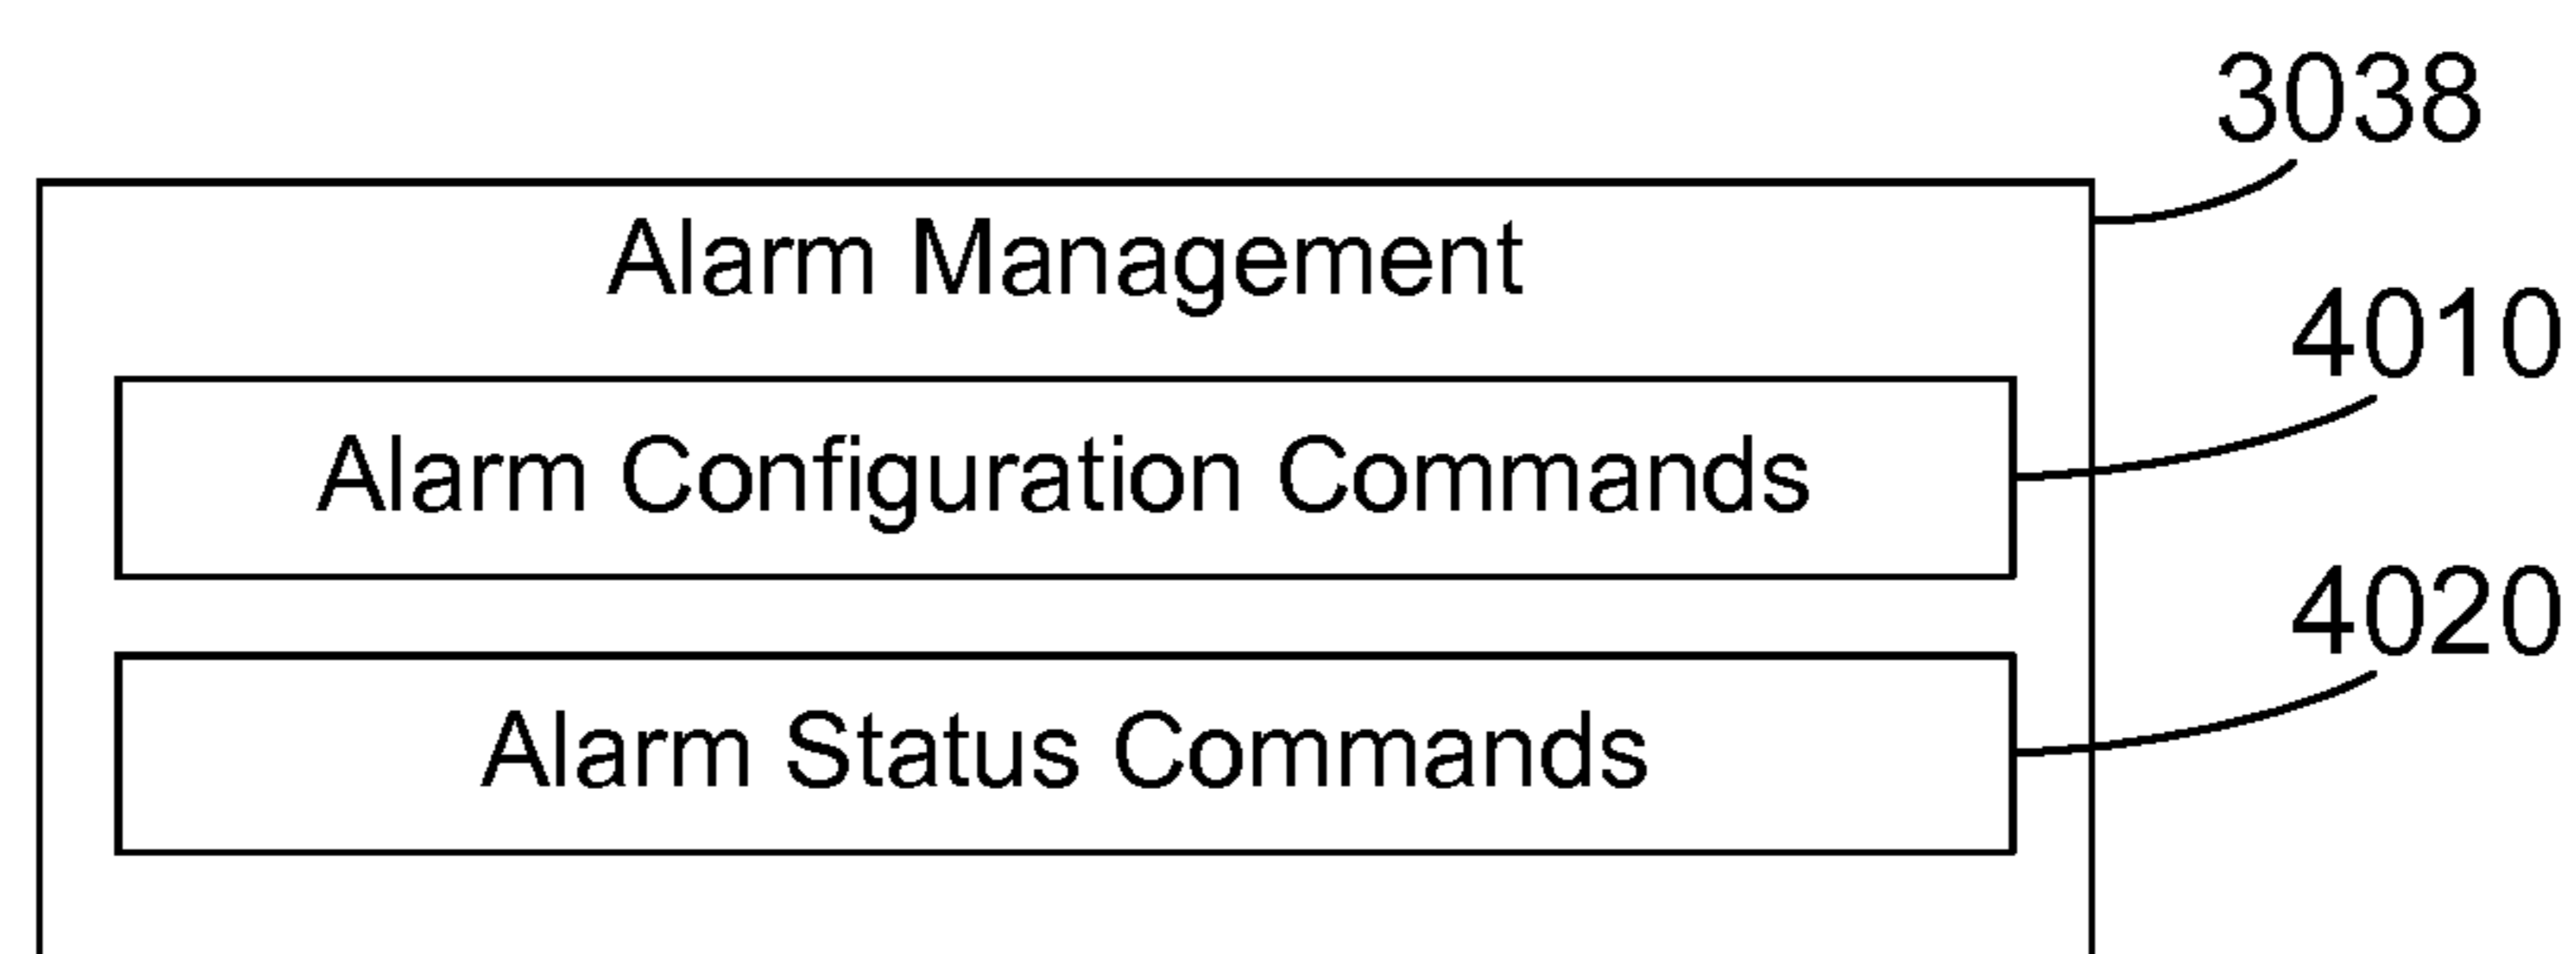 3038
Alarm Management
4010
Alarm Configuration Commands
4020
Alarm Status Commands